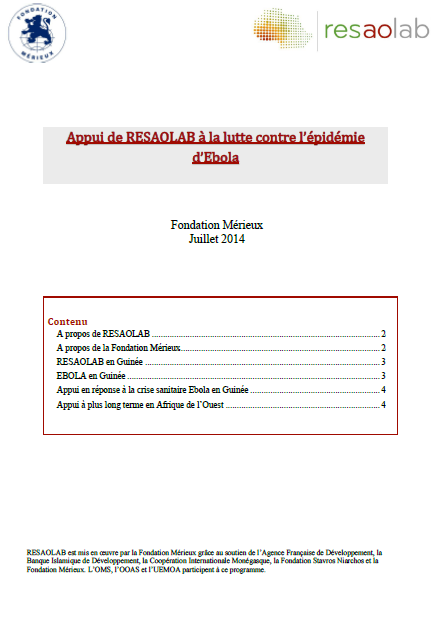 FONDATION
MÉRIEUX
resaolab
Appui de RESAOLAB à la lutte contre l'épidémie
d'Ebola
Fondation Mérieux
Juillet 2014
Contenu
A propos de RESAOLAB ........................ 2
A propos de la Fondation Mérieux........................ 2
RESAOLAB en Guinée ........................ 3
EBOLA en Guinée ........................ 3
Appui en réponse à la crise sanitaire Ebola en Guinée ........................ 4
Appui à plus long terme en Afrique de l'Ouest ........................ 4
RESAOLAB est mis en œuvre par la Fondation Mérieux grâce au soutien de l'Agence Française de Développement, la
Banque Islamique de Développement, la Coopération Internationale Monégasque, la Fondation Stavros Niarchos et la
Fondation Mérieux. L'OMS, l'OOAS et l'UEMOA participent à ce programme.